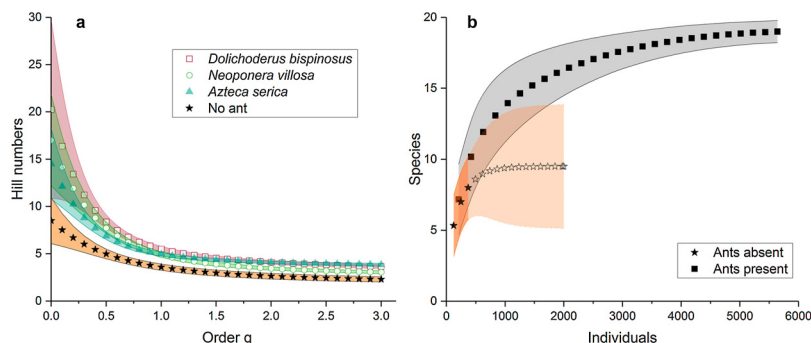 a
30
25
20
15
10
5
0
Hill numbers
Dolichoderus bispinosus
Neoponera villosa
Azteca serica
No ant
0.0 0.5 1.0 1.5 2.0 2.5 3.0
Order q
b
20
15
10
5
0
Species
Ants absent
Ants present
0 1000 2000 3000 4000 5000 6000
Individuals